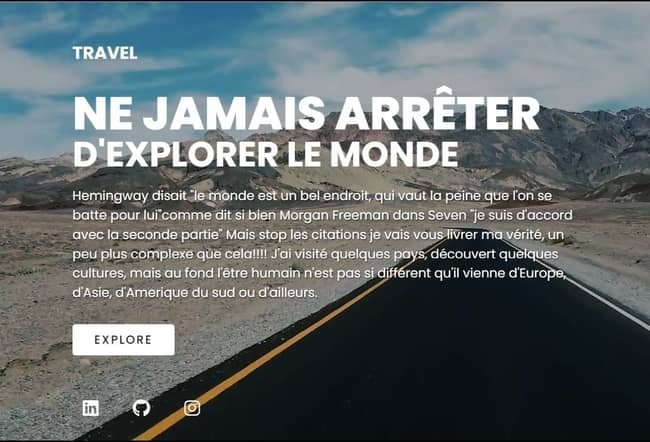 TRAVEL
NE JAMAIS ARRÊTER
D'EXPLORER LE MONDE
Hemingway disait "le monde est un bel endroit, qui vaut la peine que l'on se
batte pour lui"comme dit si bien Morgan Freeman dans Seven "je suis d'accord
avec la seconde partie" Mais stop les citations je vais vous livrer ma vérité, un
peu plus complexe que cela!!!! J'ai visité quelques pays, découvert quelques
cultures, mais au fond l'être humain n'est pas si différent qu'il vienne d'Europe,
d'Asie, d'Amerique du sud ou d'ailleurs.
EXPLORE
in